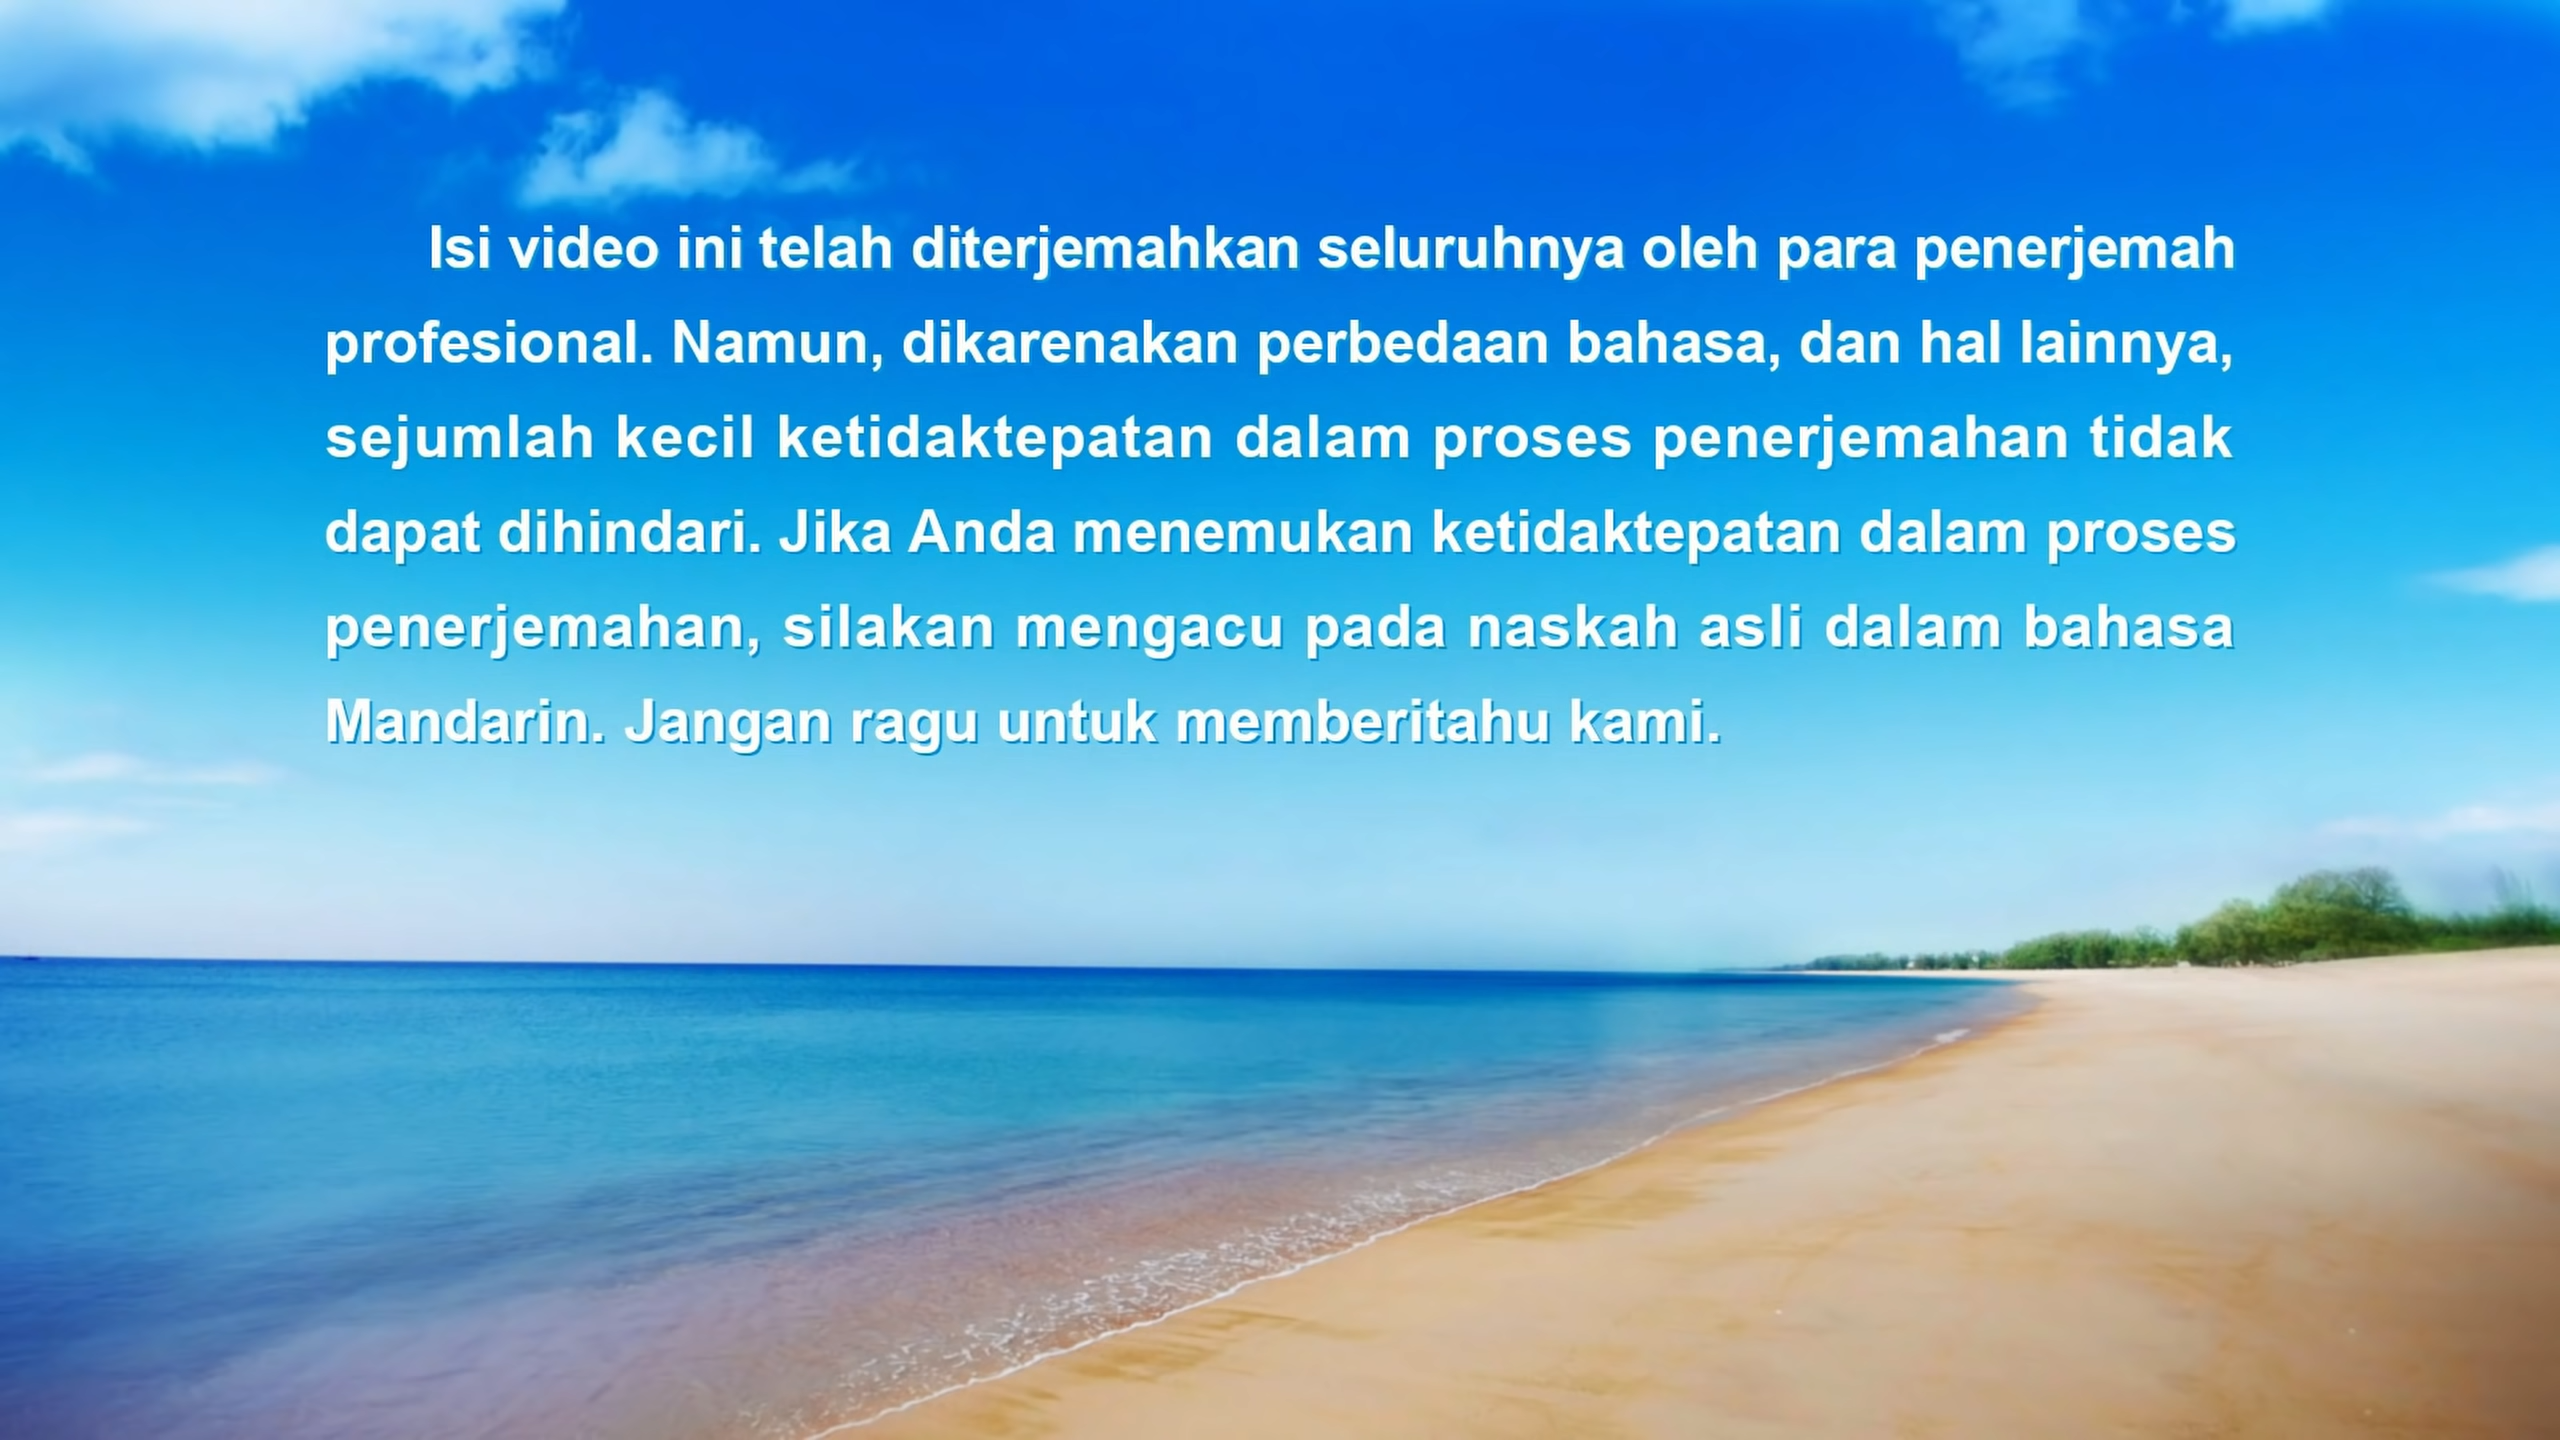 Isi video ini telah diterjemahkan seluruhnya oleh para penerjemah
profesional. Namun, dikarenakan perbedaan bahasa, dan hal lainnya,
sejumlah kecil ketidaktepatan dalam proses penerjemahan tidak
dapat dihindari. Jika Anda menemukan ketidaktepatan dalam proses
penerjemahan, silakan mengacu pada naskah asli dalam bahasa
Mandarin. Jangan ragu untuk memberitahu kami.